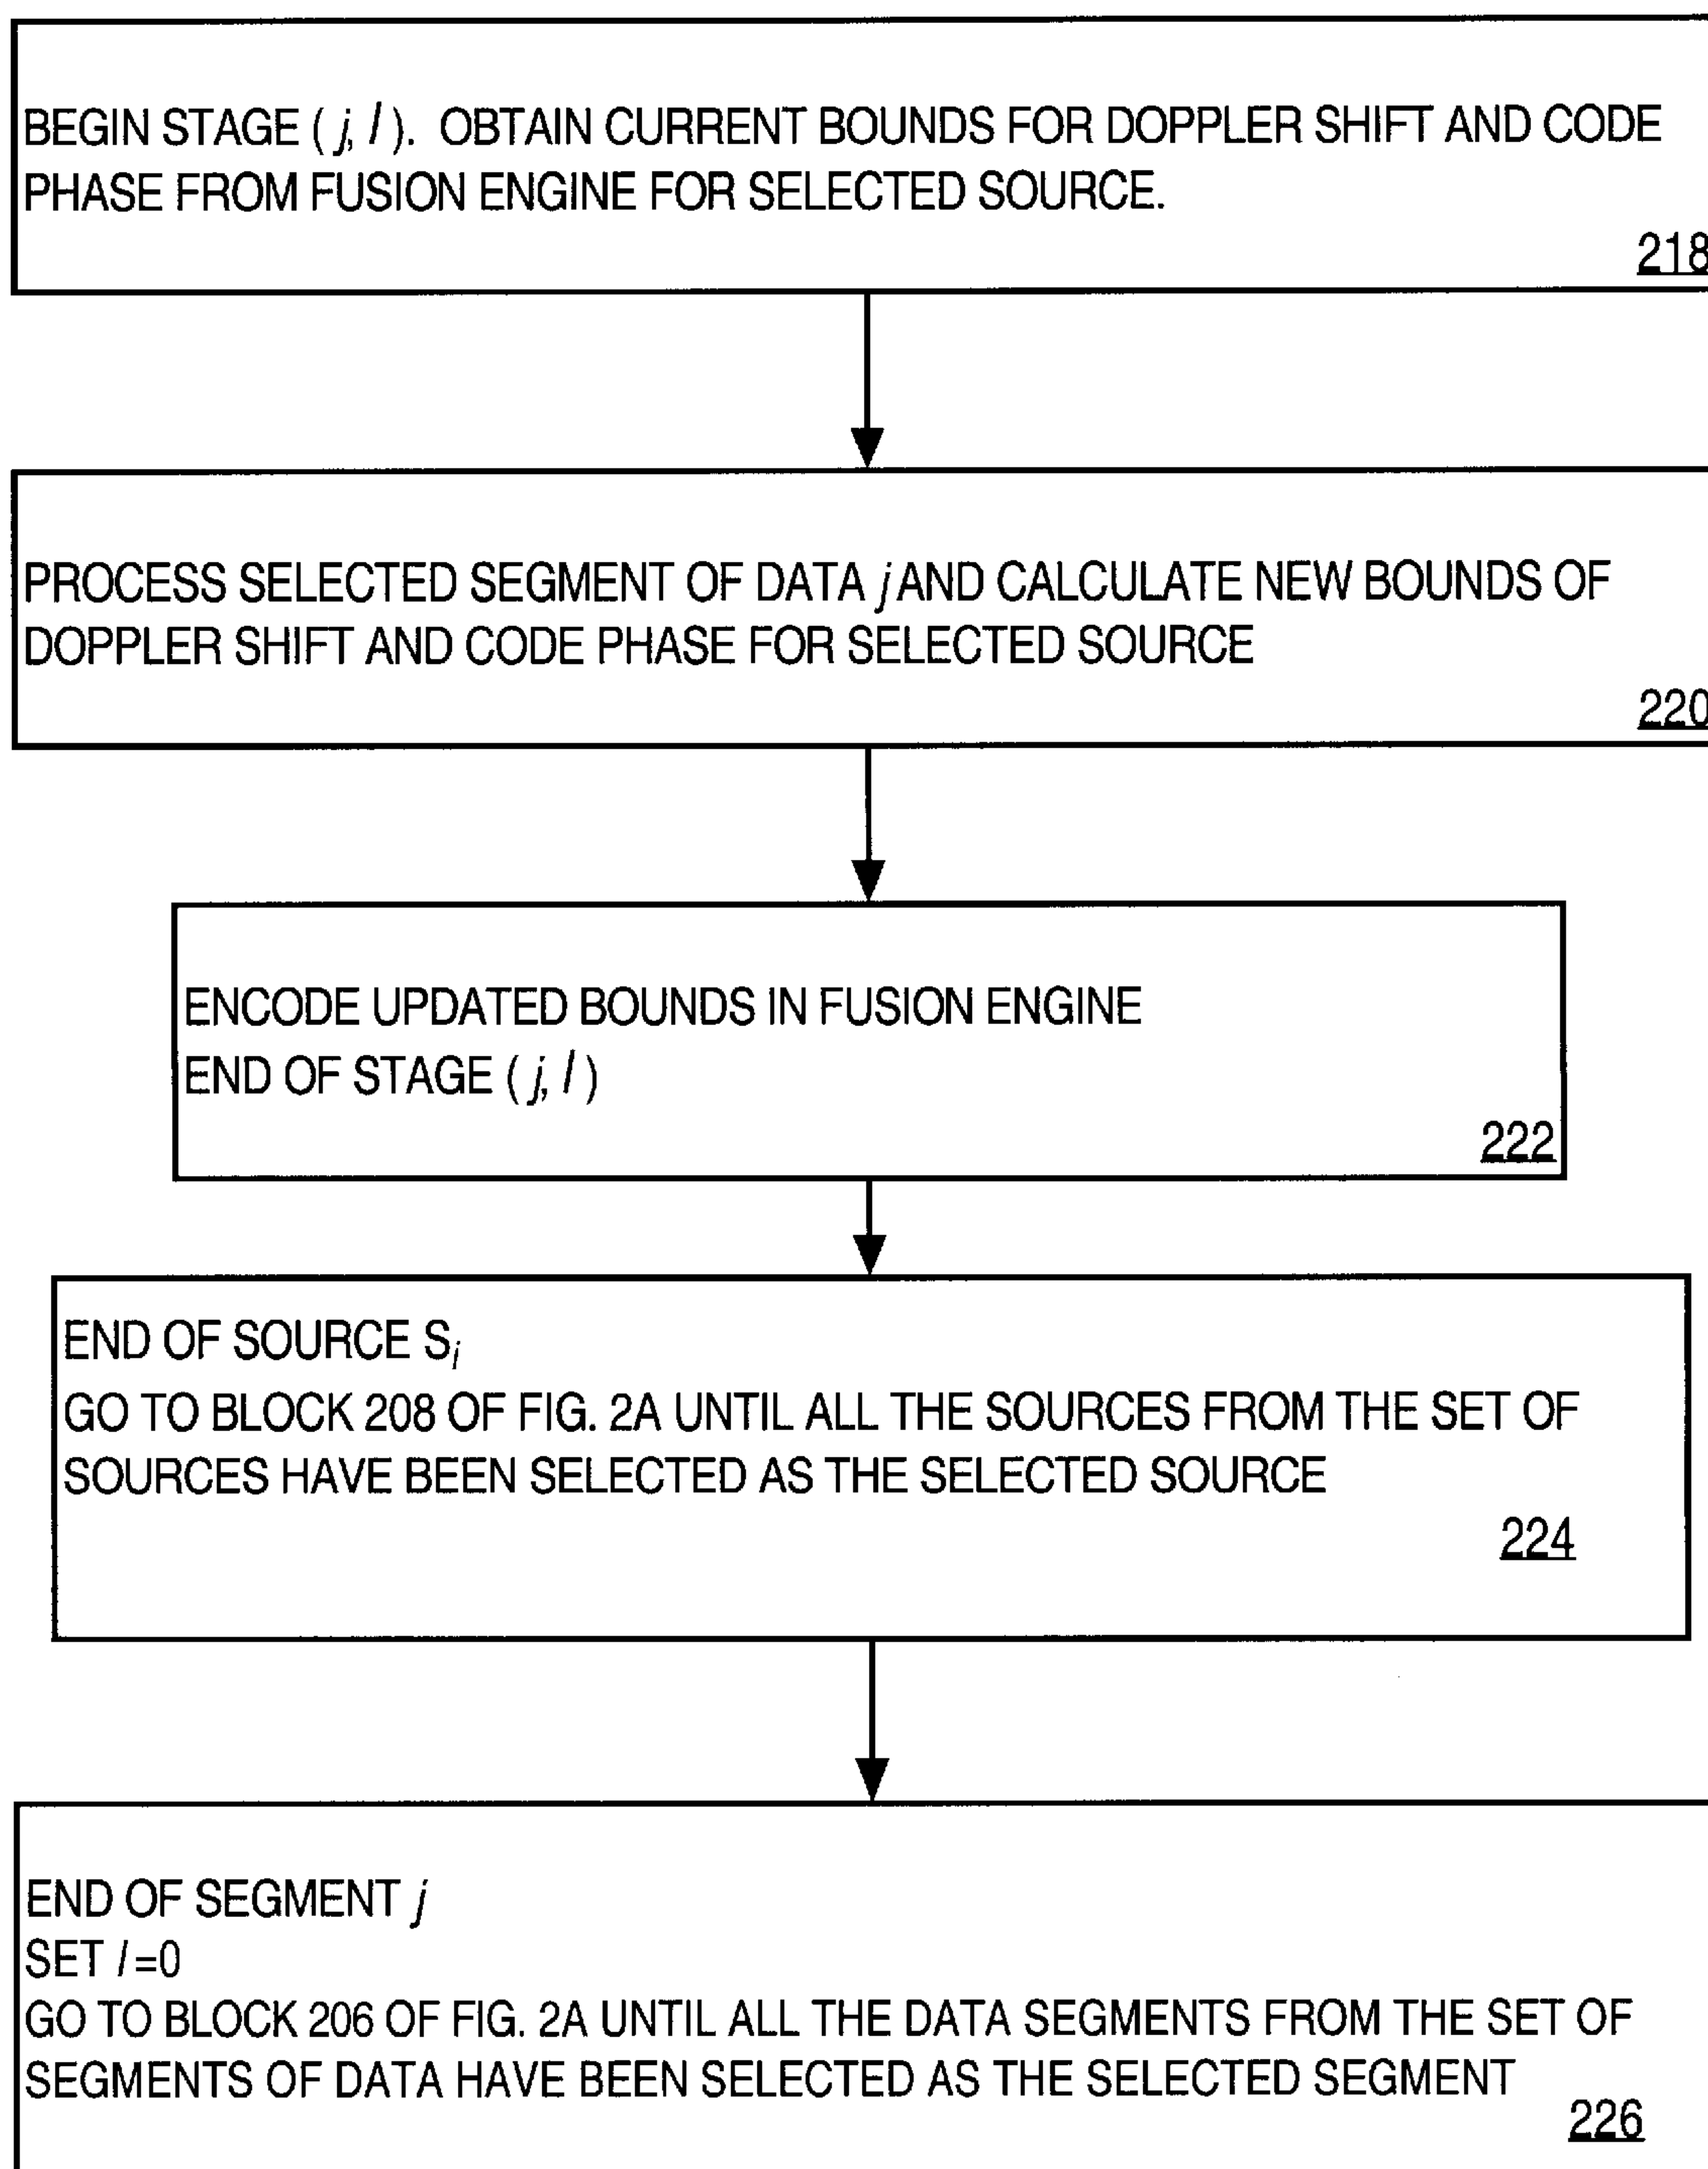 BEGIN STAGE ( j, l ). OBTAIN CURRENT BOUNDS FOR DOPPLER SHIFT AND CODE
PHASE FROM FUSION ENGINE FOR SELECTED SOURCE.
218
PROCESS SELECTED SEGMENT OF DATA j AND CALCULATE NEW BOUNDS OF
DOPPLER SHIFT AND CODE PHASE FOR SELECTED SOURCE
220
ENCODE UPDATED BOUNDS IN FUSION ENGINE
END OF STAGE ( j, l )
222
END OF SOURCE Si
GO TO BLOCK 208 OF FIG. 2A UNTIL ALL THE SOURCES FROM THE SET OF
SOURCES HAVE BEEN SELECTED AS THE SELECTED SOURCE
224
END OF SEGMENT j
SET l =0
GO TO BLOCK 206 OF FIG. 2A UNTIL ALL THE DATA SEGMENTS FROM THE SET OF
SEGMENTS OF DATA HAVE BEEN SELECTED AS THE SELECTED SEGMENT
226